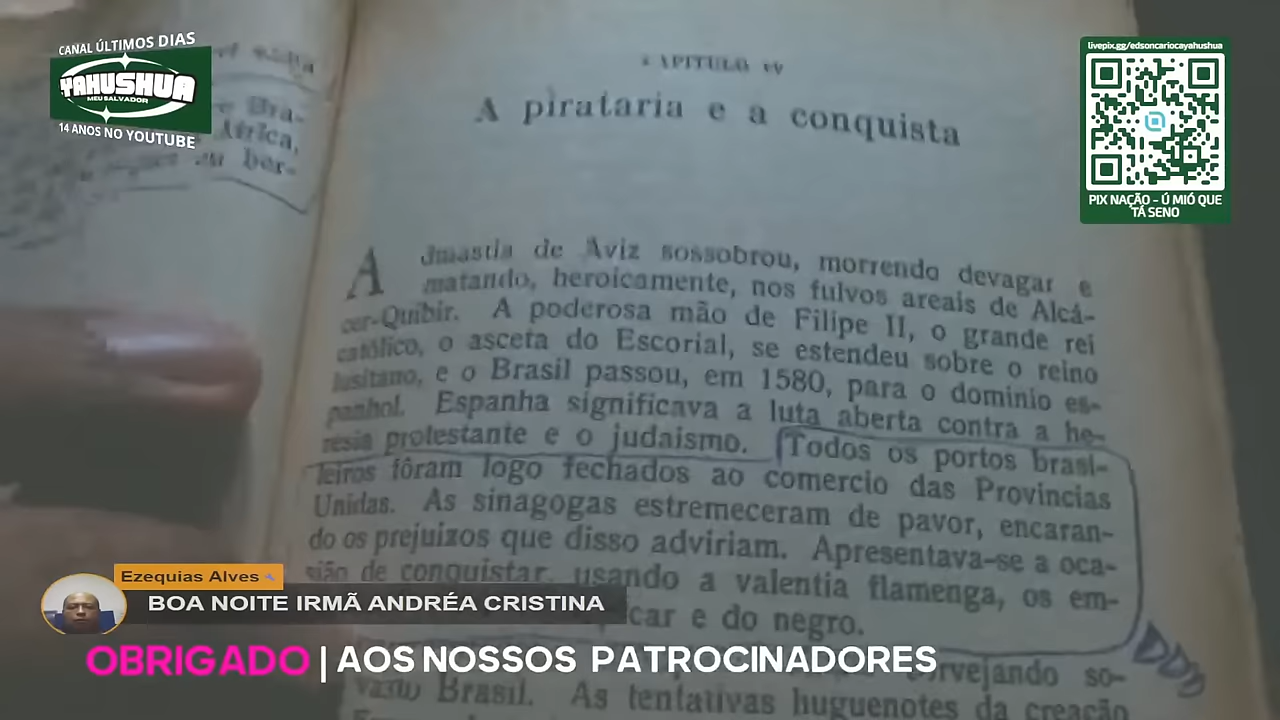 CANAL ÚLTIMOS DIAS
YAHUSHUA
MEU SALVADOR
14 ANOS NO YOUTUBE
livepix.gg/edsoncariocayahushua
PIX NAÇÃO - Ú MIÓ QUE
TÁ SENO
Bra-
África,
ber-
A pirataria e a conquista
A dinastia de Aviz sossobrou, morrendo devagar e
matando, heroicamente, nos fulvos areais de Alcá-
cer-Quibir. A poderosa mão de Filipe II, o grande rei
católico, o asceta do Escorial, se estendeu sobre o reino
lusitano, e o Brasil passou, em 1580, para o dominio es-
panhol. Espanha significava a luta aberta contra a he-
resia protestante e o judaismo. Todos os portos brasi-
leiros fôram logo fechados ao comercio das Provincias
Unidas. As sinagogas estremeceram de pavor, encaran-
do os prejuizos que disso adviriam. Apresentava-se a oca-
sião de conquistar, usando a valentia flamenga, os em-
car e do negro.
so-
Brasil. As tentativas huguenotes da creação
Ezequias Alves
BOA NOITE IRMÃ ANDRÉA CRISTINA
OBRIGADO | AOS NOSSOS PATROCINADORES